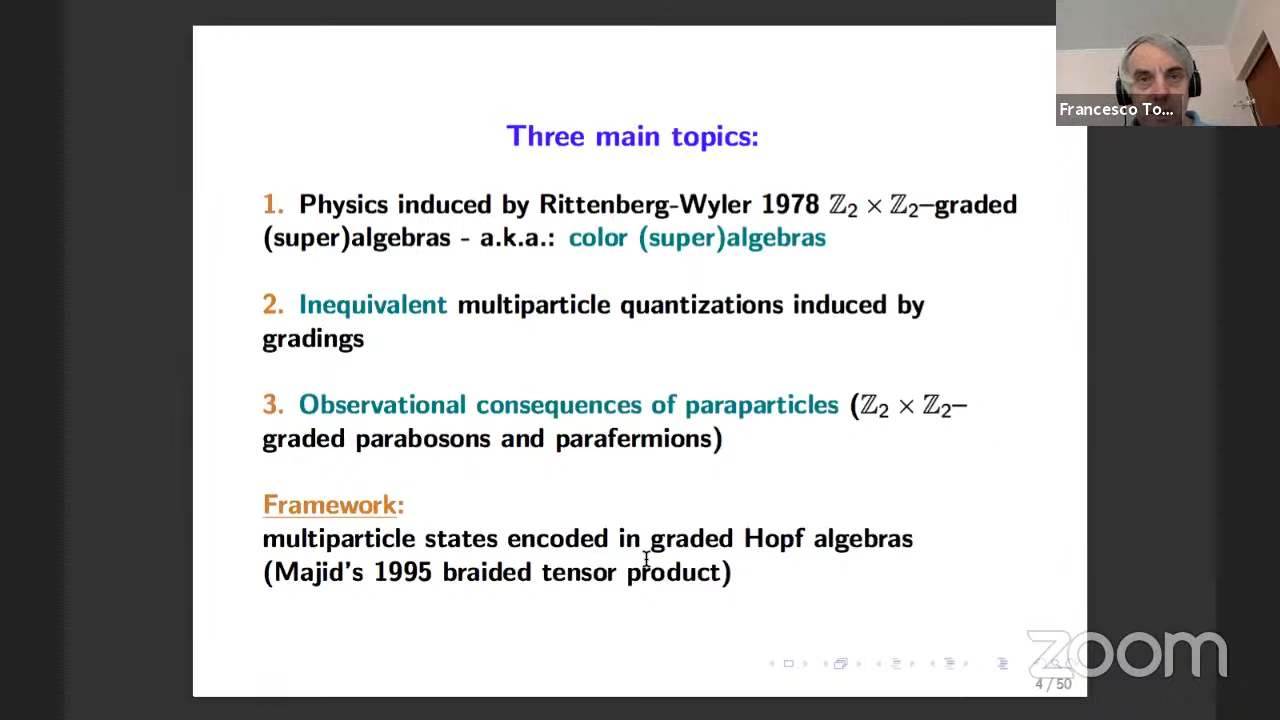 Francesco To...
Three main topics:
1. Physics induced by Rittenberg-Wyler 1978 ℤ₂ × ℤ₂–graded
(super)algebras - a.k.a.: color (super)algebras
2. Inequivalent multiparticle quantizations induced by
gradings
3. Observational consequences of paraparticles (ℤ₂ × ℤ₂–
graded parabosons and parafermions)
Framework:
multiparticle states encoded in graded Hopf algebras
(Majid's 1995 braided tensor product)
zoom
4 / 50